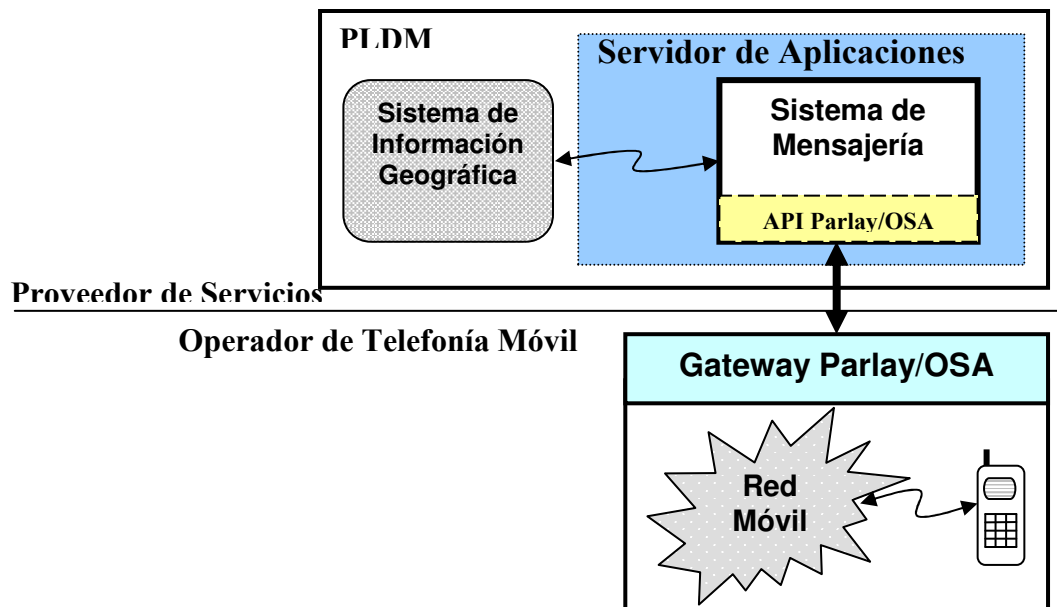 PLDM
Servidor de Aplicaciones
Sistema de
Información
Geográfica
Sistema de
Mensajería
API Parlay/OSA
Proveedor de Servicios
Operador de Telefonía Móvil
Gateway Parlay/OSA
Red
Móvil